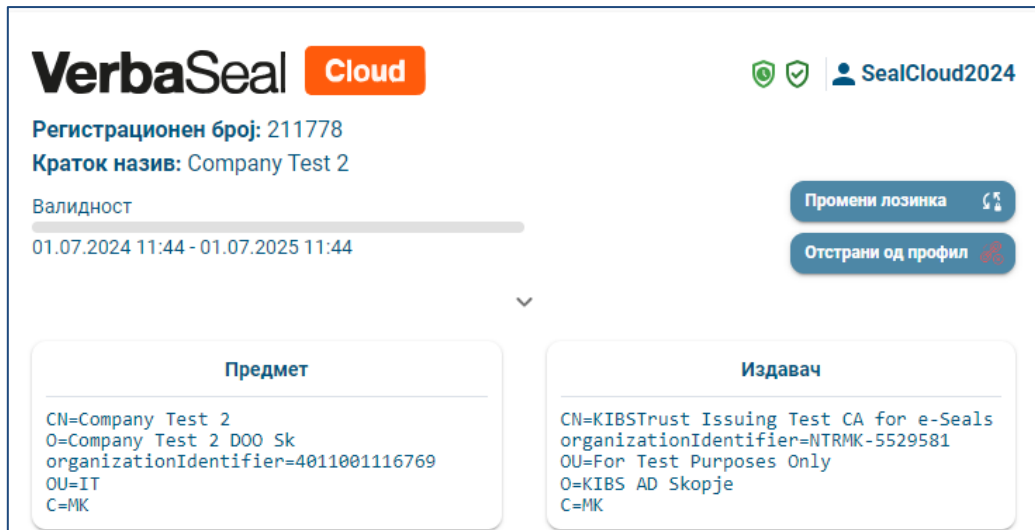 VerbaSeal Cloud
SealCloud2024
Регистрационен број: 211778
Краток назив: Company Test 2
Валидност
01.07.2024 11:44 - 01.07.2025 11:44
Промени лозинка
Отстрани од профил
Предмет
CN=Company Test 2
O=Company Test 2 DOO Sk
organizationIdentifier=4011001116769
OU=IT
C=MK
Издавач
CN=KIBSTrust Issuing Test CA for e-Seals
organizationIdentifier=NTRMK-5529581
OU=For Test Purposes Only
O=KIBS AD Skopje
C=MK